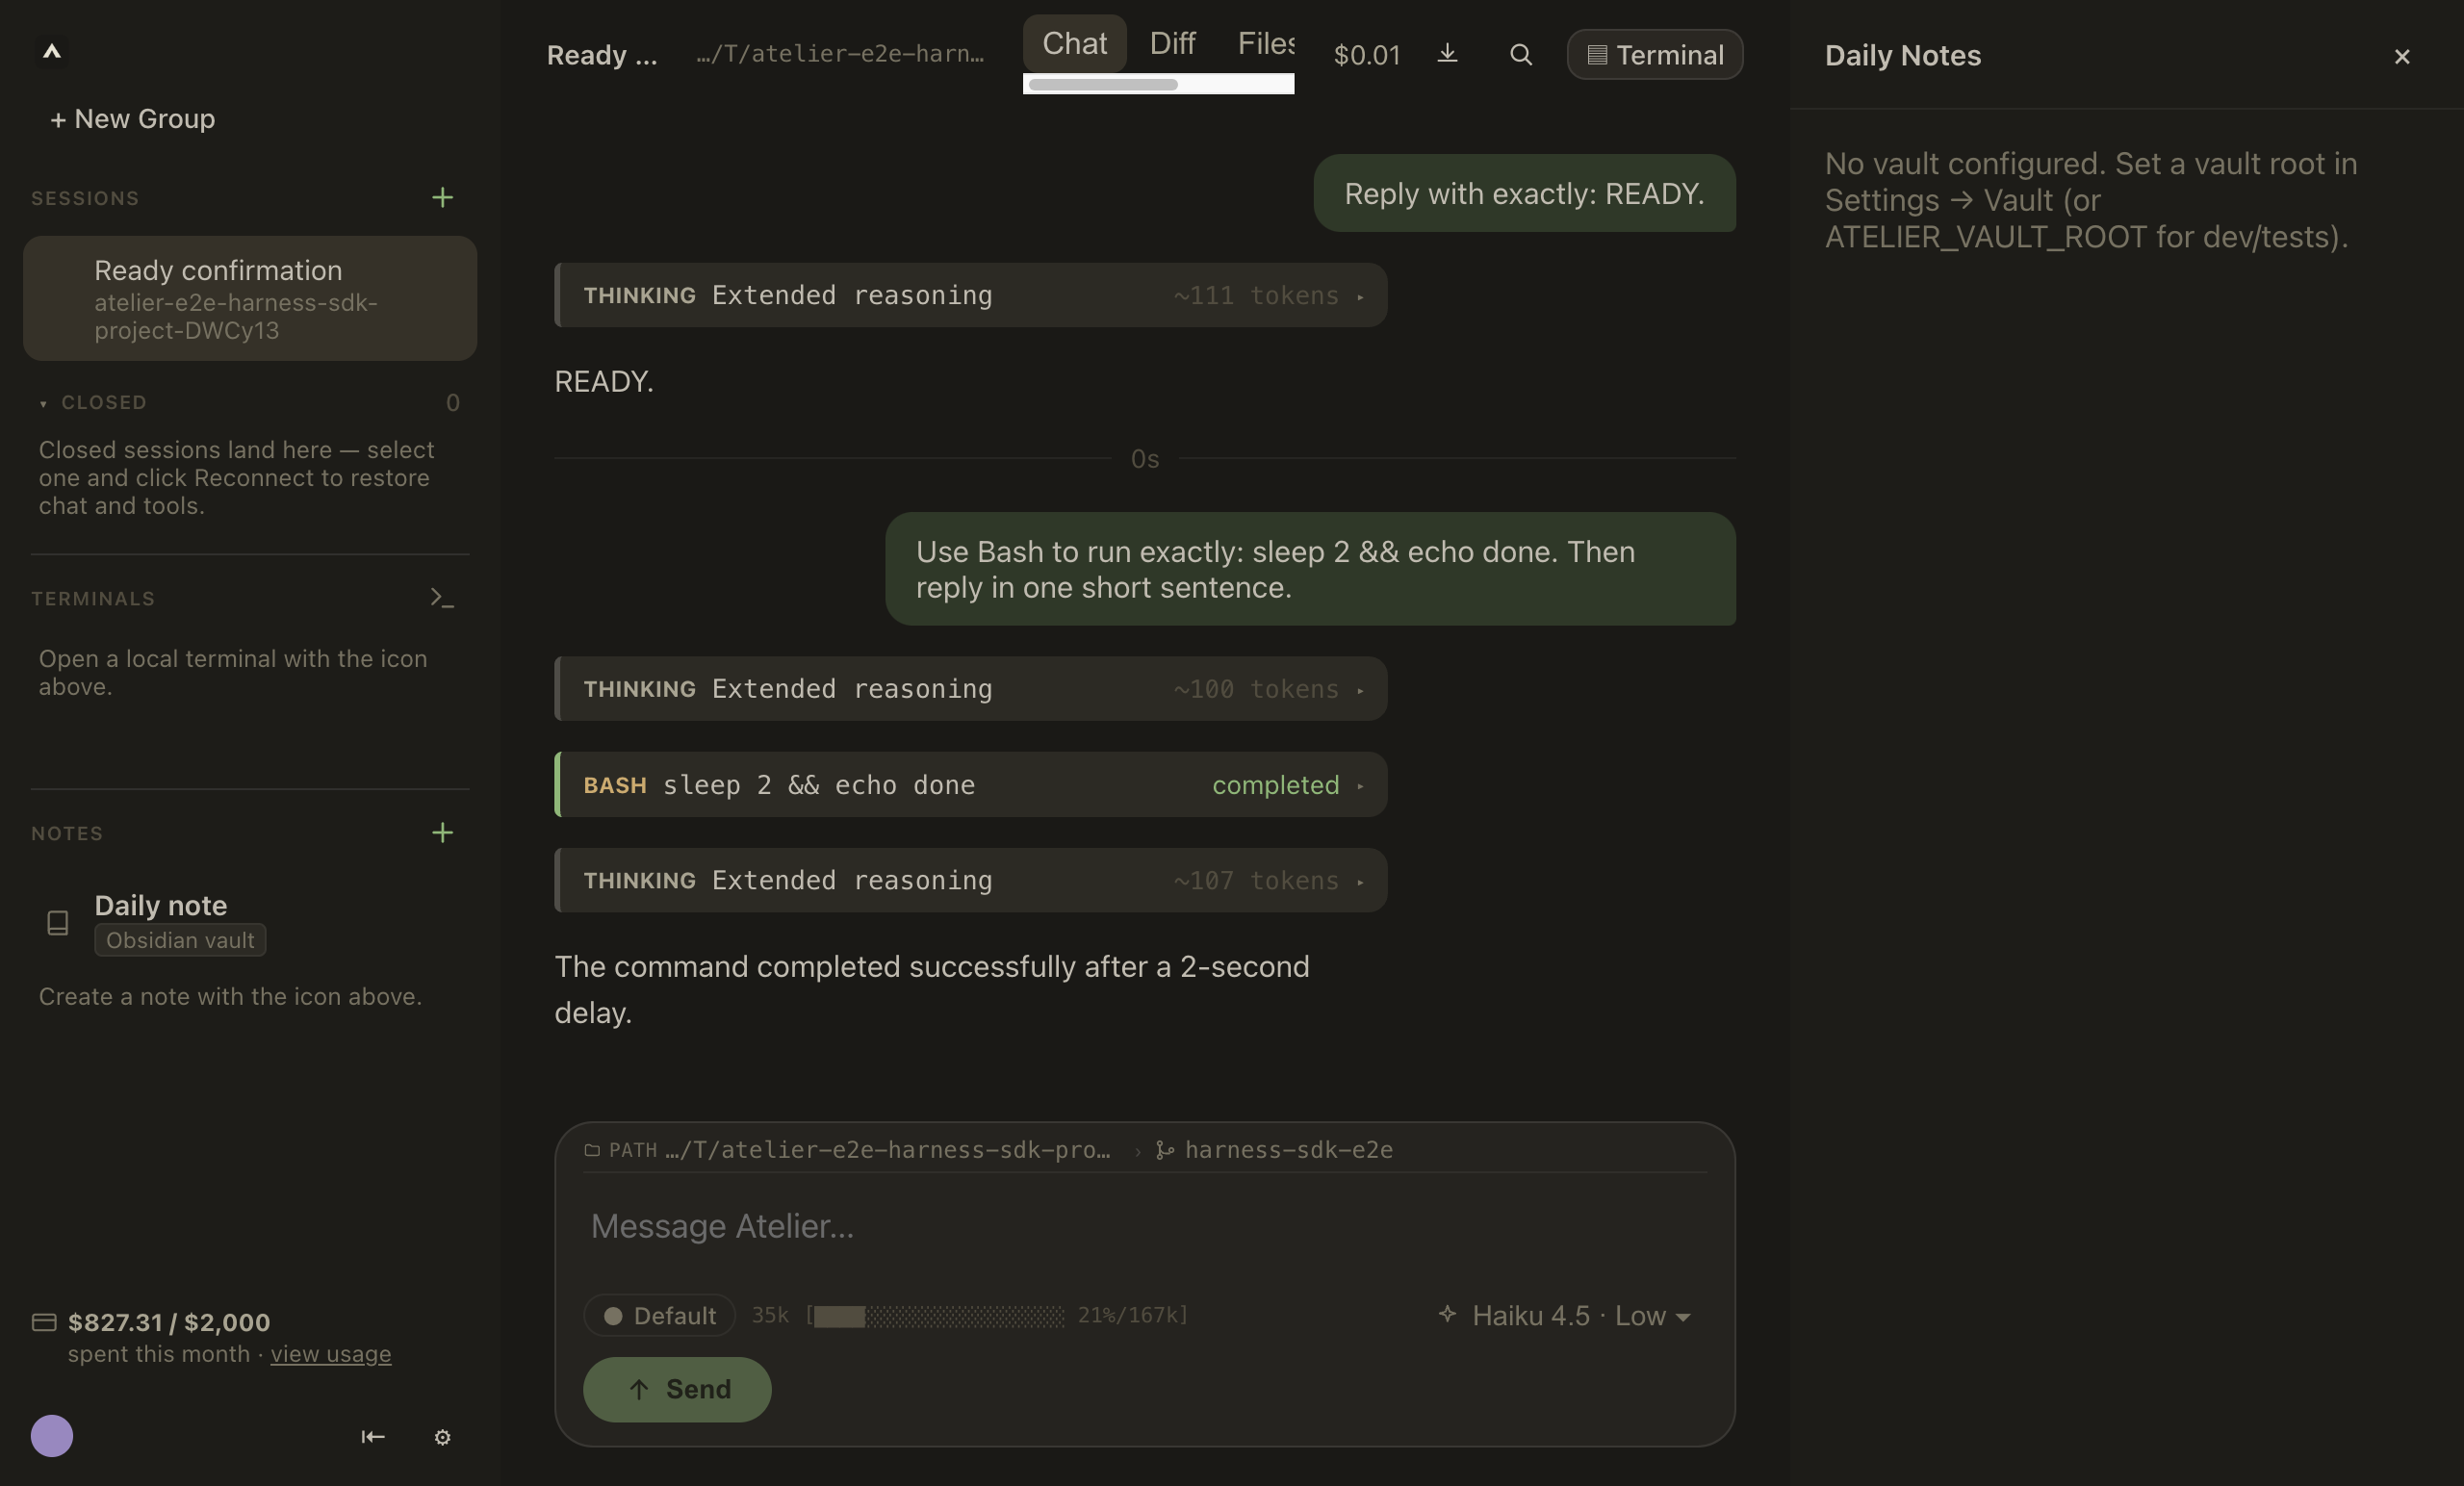 + New Group
SESSIONS
Ready confirmation
atelier-e2e-harness-sdk-
project-DWCy13
CLOSED 0
Closed sessions land here — select
one and click Reconnect to restore
chat and tools.
TERMINALS
Open a local terminal with the icon
above.
NOTES
Daily note
Obsidian vault
Create a note with the icon above.
$827.31 / $2,000
spent this month · view usage
Ready ... …/T/atelier-e2e-harn… Chat Diff Files $0.01 Terminal
Reply with exactly: READY.
THINKING Extended reasoning ~111 tokens
READY.
0s
Use Bash to run exactly: sleep 2 && echo done. Then
reply in one short sentence.
THINKING Extended reasoning ~100 tokens
BASH sleep 2 && echo done completed
THINKING Extended reasoning ~107 tokens
The command completed successfully after a 2-second
delay.
PATH …/T/atelier-e2e-harness-sdk-pro… › harness-sdk-e2e
Message Atelier...
Default 35k [ 21%/167k] Haiku 4.5 · Low
Send
Daily Notes
No vault configured. Set a vault root in
Settings → Vault (or
ATELIER_VAULT_ROOT for dev/tests).